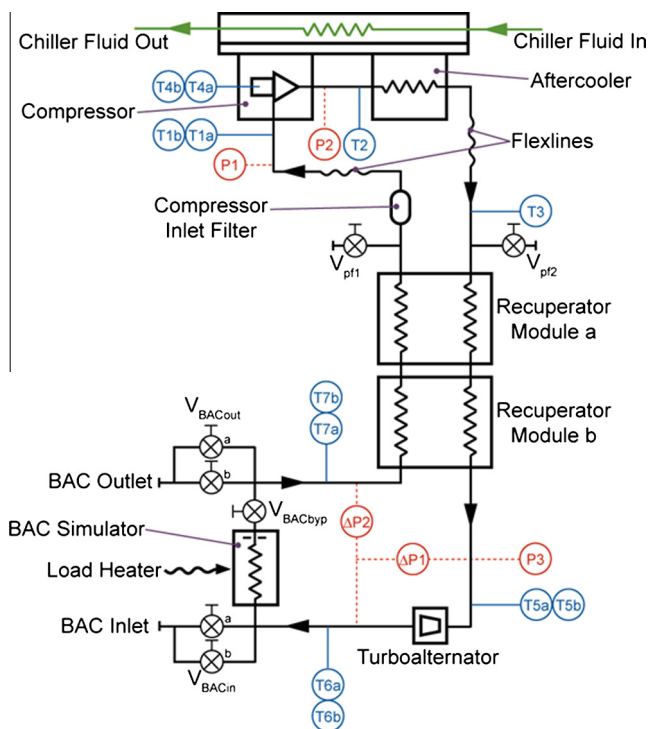 Chiller Fluid Out
Chiller Fluid In
Aftercooler
T4b T4a
Compressor
T1b T1a
P2
T2
Flexlines
P1
Compressor
Inlet Filter
T3
Vpf1
Vpf2
Recuperator
Module a
T7b
T7a
Recuperator
Module b
VBACout
a
b
BAC Outlet
VBACbyp
ΔP2
BAC Simulator
ΔP1
P3
Load Heater
T5a T5b
BAC Inlet
a
b
Turboalternator
VBACin
T6a
T6b